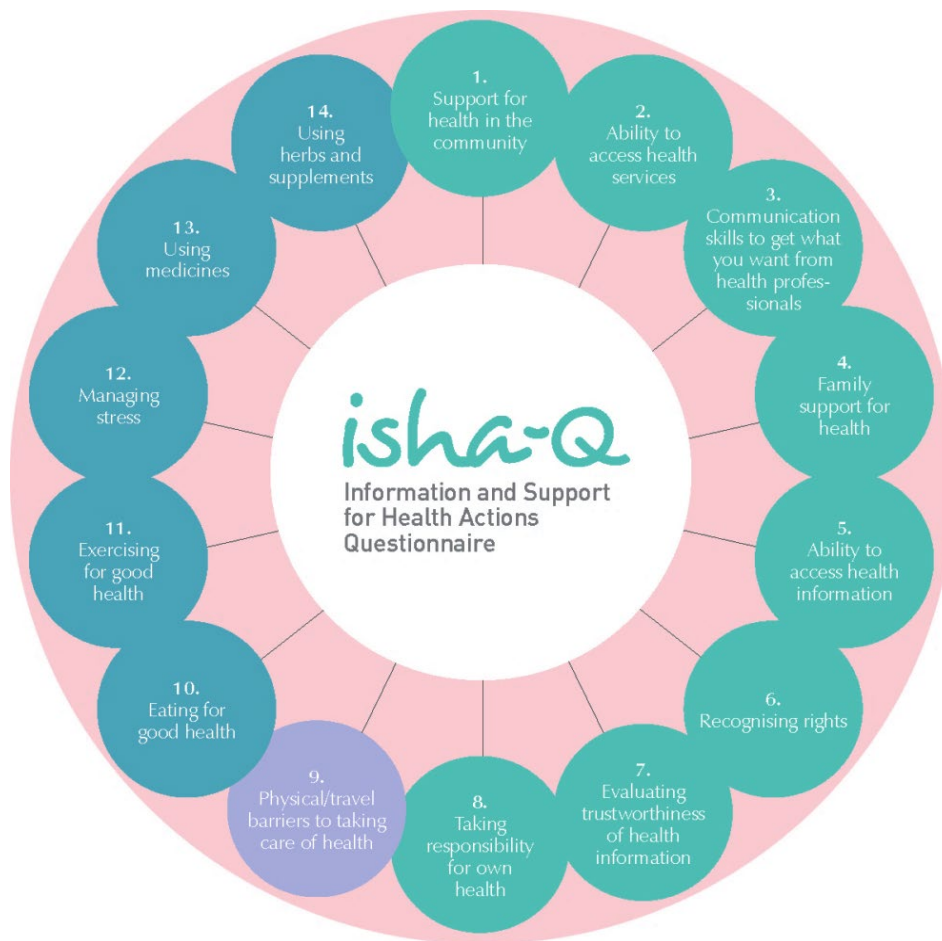 1.
Support for
health in the
community
2.
Ability to
access health
services
3.
Communication
skills to get what
you want from
health profes-
sionals
4.
Family
support for
health
5.
Ability to
access health
information
6.
Recognising rights
7.
Evaluating
trustworthiness
of health
information
8.
Taking
responsibility
for own
health
9.
Physical/travel
barriers to taking
care of health
10.
Eating for
good health
11.
Exercising
for good
health
12.
Managing
stress
13.
Using
medicines
14.
Using
herbs and
supplements
isha-Q
Information and Support
for Health Actions
Questionnaire